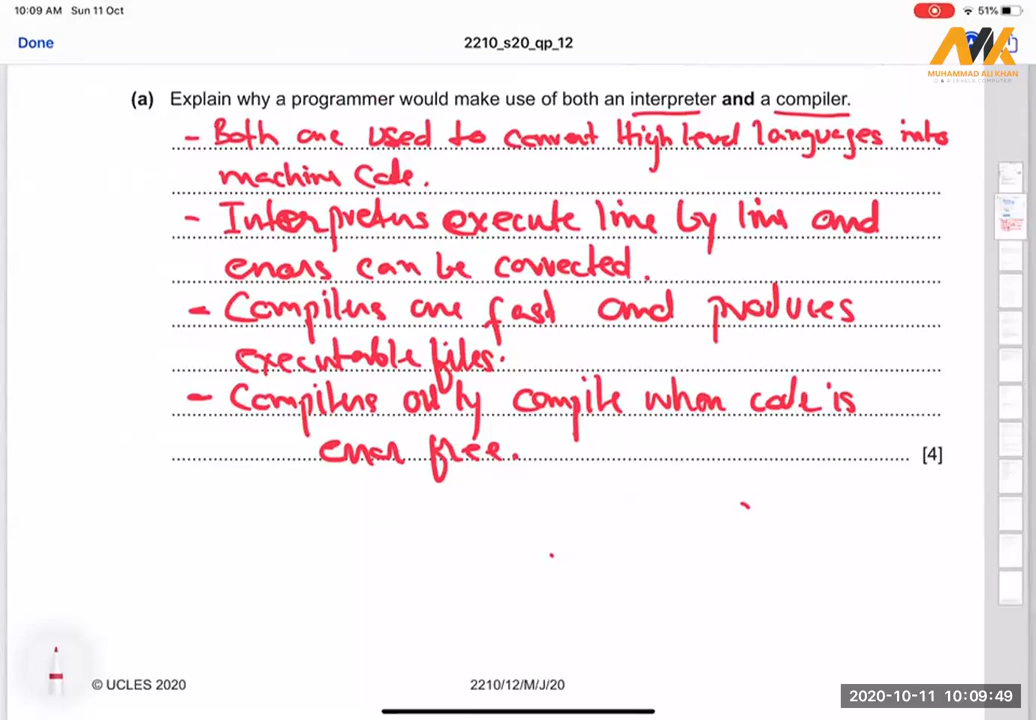 10:09 AM Sun 11 Oct
51%
Done
2210_s20_qp_12
MUHAMMAD ALI KHAN
O & A LEVELS COMPUTER
(a) Explain why a programmer would make use of both an interpreter and a compiler.
- Both are used to convert High level languages into
machine Code.
- Interpreters execute line by line and
errors can be corrected.
- Compilers are fast and produces
executable files.
- Compilers only compile when code is
error free.
[4]
© UCLES 2020
2210/12/M/J/20
2020-10-11 10:09:49